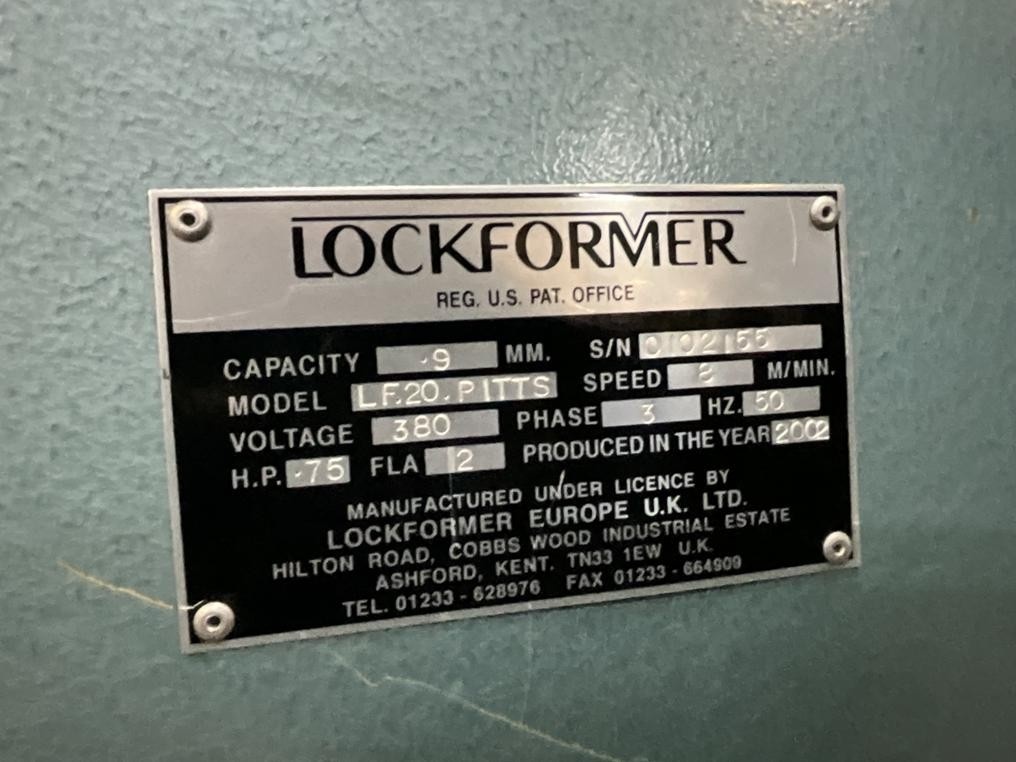 LOCKFORMER
REG. U.S. PAT. OFFICE
CAPACITY .9 MM. S/N 0102155
MODEL LF.20.PITTS SPEED 8 M/MIN.
VOLTAGE 380 PHASE 3 HZ. 50
H.P. .75 FLA 2 PRODUCED IN THE YEAR 2002
MANUFACTURED UNDER LICENCE BY
LOCKFORMER EUROPE U.K. LTD.
HILTON ROAD, COBBS WOOD INDUSTRIAL ESTATE
ASHFORD, KENT. TN33 1EW U.K.
TEL. 01233 - 628976 FAX 01233 - 664909